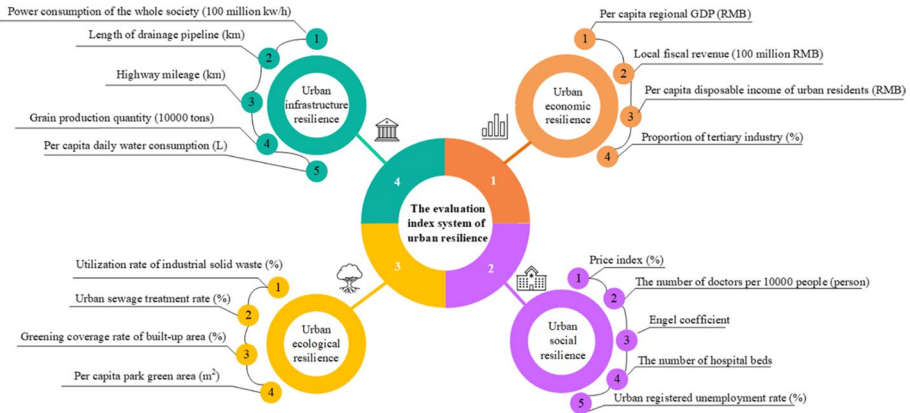 Power consumption of the whole society (100 million kw/h)
1
Length of drainage pipeline (km)
2
Highway mileage (km)
3
Grain production quantity (10000 tons)
4
Per capita daily water consumption (L)
5
Urban
infrastructure
resilience
Per capita regional GDP (RMB)
1
Local fiscal revenue (100 million RMB)
2
Per capita disposable income of urban residents (RMB)
3
Proportion of tertiary industry (%)
4
Urban
economic
resilience
4
1
The evaluation
index system of
urban resilience
3
2
Utilization rate of industrial solid waste (%)
1
Urban sewage treatment rate (%)
2
Greening coverage rate of built-up area (%)
3
Per capita park green area (m²)
4
Urban
ecological
resilience
Price index (%)
1
The number of doctors per 10000 people (person)
2
Engel coefficient
3
The number of hospital beds
4
Urban registered unemployment rate (%)
5
Urban
social
resilience